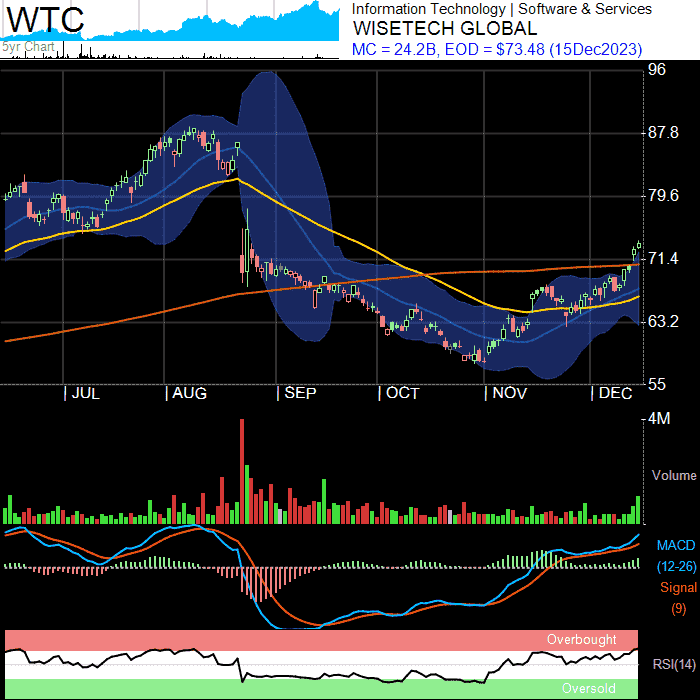 WTC
5yr Chart
Information Technology | Software & Services
WISETECH GLOBAL
MC = 24.2B, EOD = $73.48 (15Dec2023)
96
87.8
79.6
71.4
63.2
55
| JUL | AUG | SEP | OCT | NOV | DEC
4M
Volume
MACD
(12-26)
Signal
(9)
Overbought
RSI(14)
Oversold